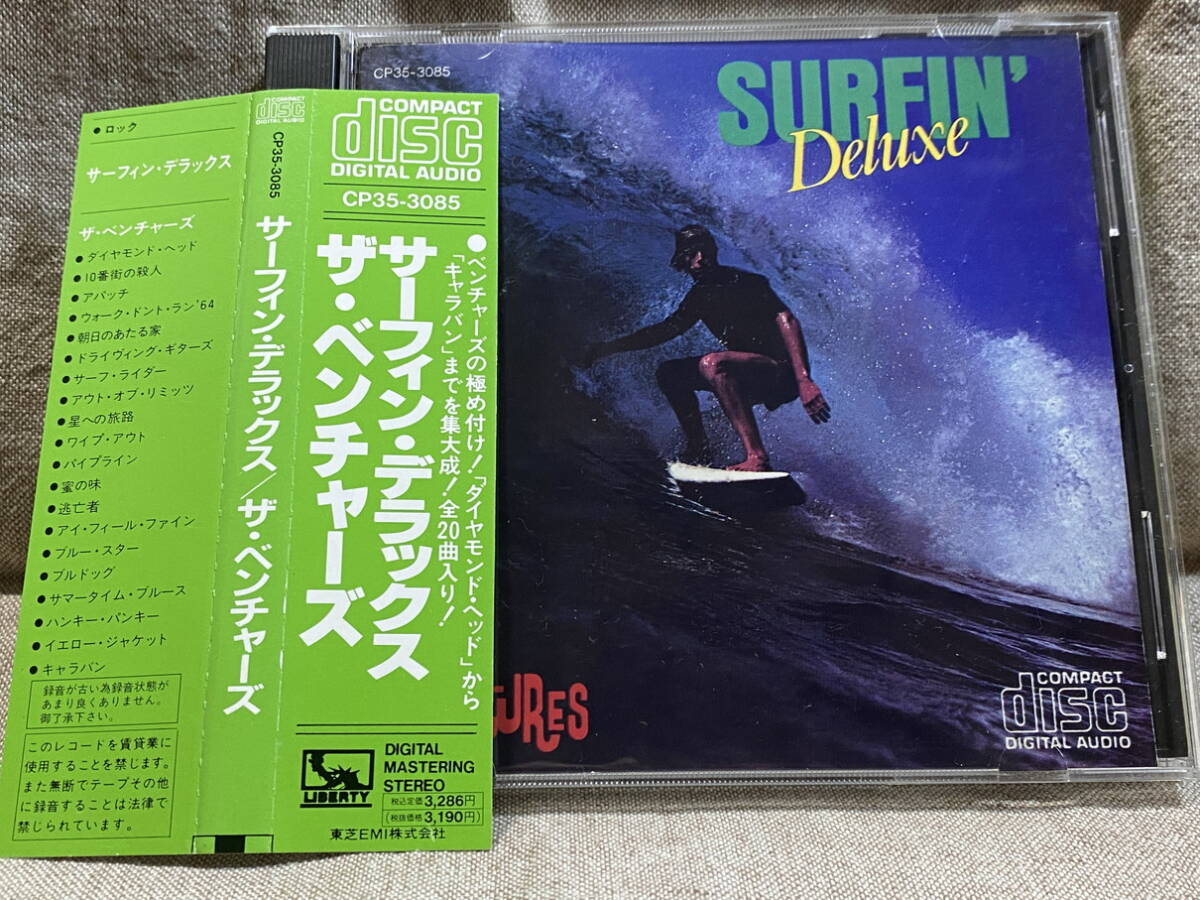 ● ロック
サーフィン・デラックス
ザ・ベンチャーズ
● ダイヤモンド・ヘッド
● 10番街の殺人
● アパッチ
● ウォーク・ドント・ラン'64
● 朝日のあたる家
● ドライヴィング・ギターズ
● サーフ・ライダー
● アウト・オブ・リミッツ
● 星への旅路
● ワイプ・アウト
● パイプライン
● 蜜の味
● 逃亡者
● アイ・フィール・ファイン
● ブルー・スター
● ブルドッグ
● サマータイム・ブルース
● ハンキー・パンキー
● イエロー・ジャケット
● キャラバン
録音が古い為録音状態が
あまり良くありません。
御了承下さい。
このレコードを賃貸業に
使用することを禁じます。
また無断でテープその他
に録音することは法律で
禁じられています。
COMPACT
disc
DIGITAL AUDIO
CP35-3085
サーフィン・デラックス/ザ・ベンチャーズ
COMPACT
disc
DIGITAL AUDIO
CP35-3085
●ベンチャーズの極め付け!「ダイヤモンド・ヘッド」から
「キャラバン」までを集大成!全20曲入り!
サーフィン・デラックス
ザ・ベンチャーズ
LIBERTY
DIGITAL
MASTERING
STEREO
税込定価3,286円
(税抜価格3,190円)
東芝EMI株式会社
CP35-3085
SURFIN'
Deluxe
TURES
COMPACT
disc
DIGITAL AUDIO